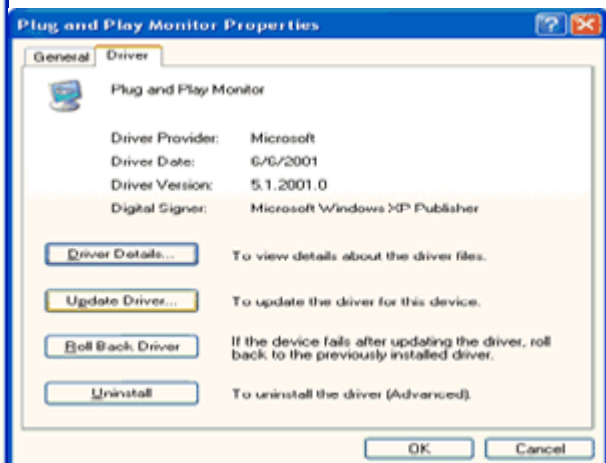 Plug and Play Monitor Properties
General Driver
Plug and Play Monitor
Driver Provider: Microsoft
Driver Date: 6/6/2001
Driver Version: 5.1.2001.0
Digital Signer: Microsoft Windows XP Publisher
Driver Details... To view details about the driver files.
Update Driver... To update the driver for this device.
Roll Back Driver If the device fails after updating the driver, roll
back to the previously installed driver.
Uninstall To uninstall the driver (Advanced).
OK Cancel